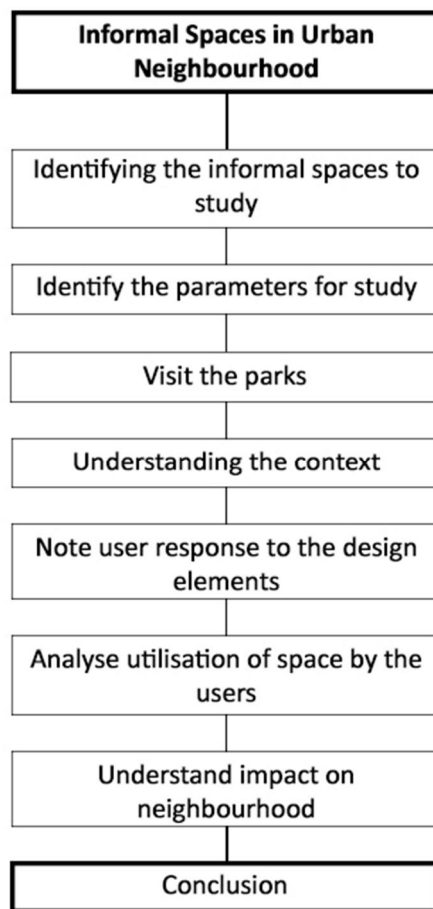 Informal Spaces in Urban
Neighbourhood
Identifying the informal spaces to
study
Identify the parameters for study
Visit the parks
Understanding the context
Note user response to the design
elements
Analyse utilisation of space by the
users
Understand impact on
neighbourhood
Conclusion